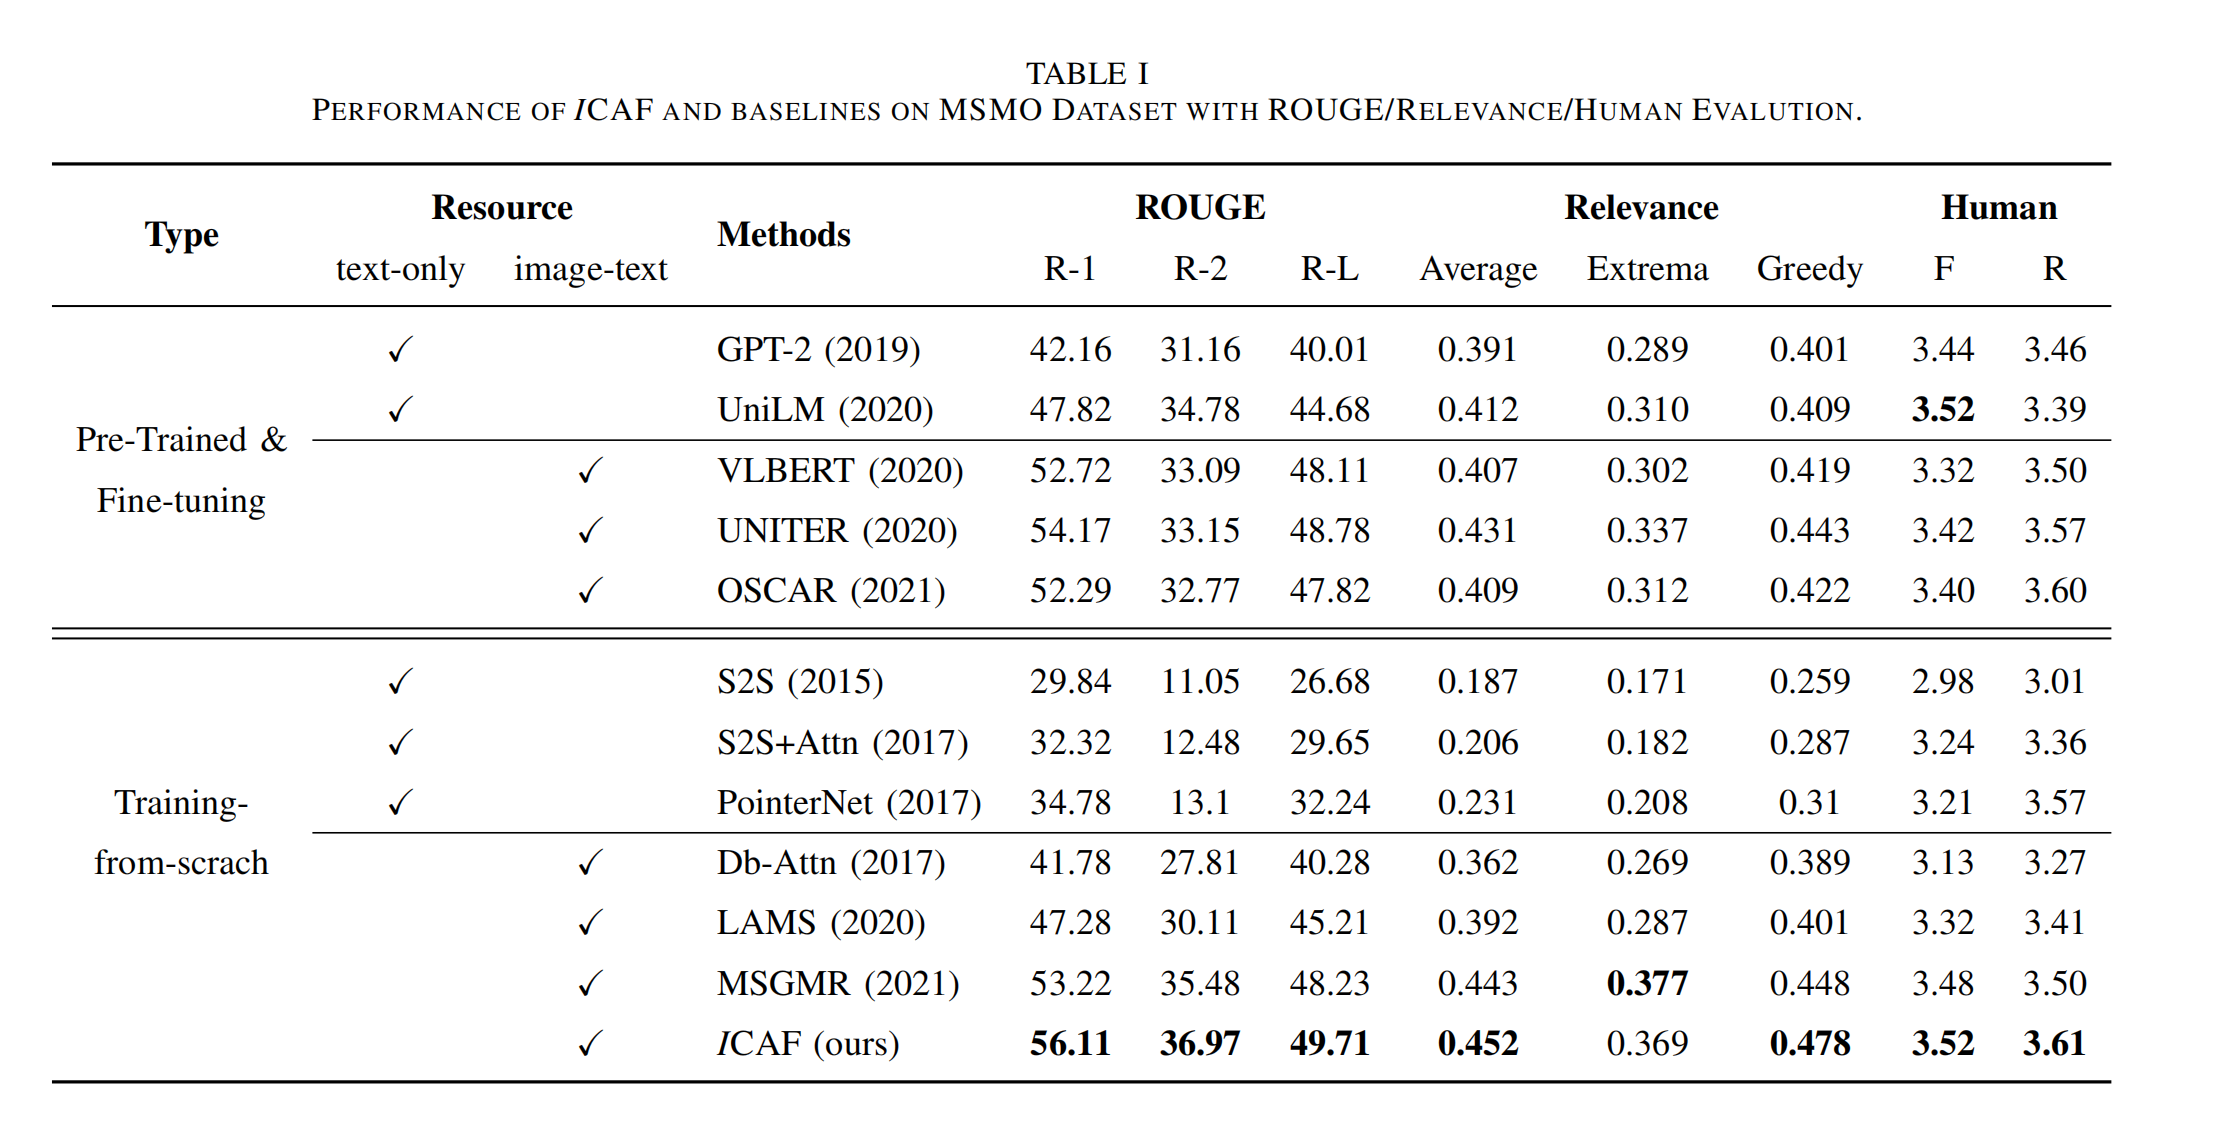 TABLE I
PERFORMANCE OF ICAF AND BASELINES ON MSMO DATASET WITH ROUGE/RELEVANCE/HUMAN EVALUTION.
Type Resource Methods ROUGE Relevance Human
text-only image-text R-1 R-2 R-L Average Extrema Greedy F R
Pre-Trained &
Fine-tuning
✓ GPT-2 (2019) 42.16 31.16 40.01 0.391 0.289 0.401 3.44 3.46
✓ UniLM (2020) 47.82 34.78 44.68 0.412 0.310 0.409 3.52 3.39
✓ VLBERT (2020) 52.72 33.09 48.11 0.407 0.302 0.419 3.32 3.50
✓ UNITER (2020) 54.17 33.15 48.78 0.431 0.337 0.443 3.42 3.57
✓ OSCAR (2021) 52.29 32.77 47.82 0.409 0.312 0.422 3.40 3.60
Training-
from-scrach
✓ S2S (2015) 29.84 11.05 26.68 0.187 0.171 0.259 2.98 3.01
✓ S2S+Attn (2017) 32.32 12.48 29.65 0.206 0.182 0.287 3.24 3.36
✓ PointerNet (2017) 34.78 13.1 32.24 0.231 0.208 0.31 3.21 3.57
✓ Db-Attn (2017) 41.78 27.81 40.28 0.362 0.269 0.389 3.13 3.27
✓ LAMS (2020) 47.28 30.11 45.21 0.392 0.287 0.401 3.32 3.41
✓ MSGMR (2021) 53.22 35.48 48.23 0.443 0.377 0.448 3.48 3.50
✓ ICAF (ours) 56.11 36.97 49.71 0.452 0.369 0.478 3.52 3.61